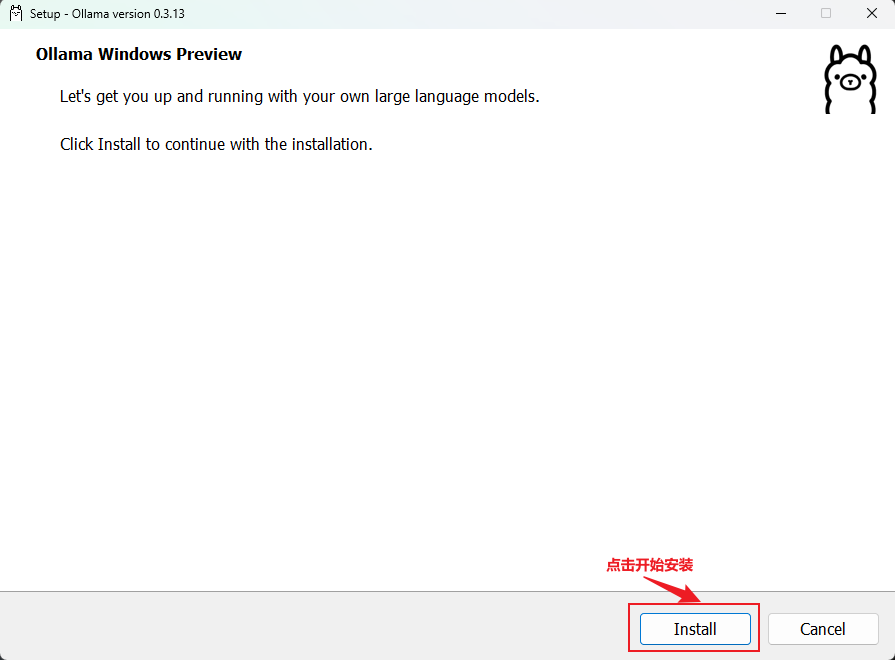 Setup - Ollama version 0.3.13
Ollama Windows Preview
Let's get you up and running with your own large language models.
Click Install to continue with the installation.
点击开始安装
Install
Cancel